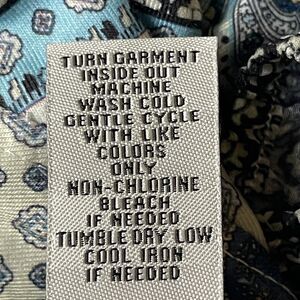 TURN GARMENT
INSIDE OUT
MACHINE
WASH COLD
GENTLE CYCLE
WITH LIKE
COLORS
ONLY
NON-CHLORINE
BLEACH
IF NEEDED
TUMBLE DRY LOW
COOL IRON
IF NEEDED